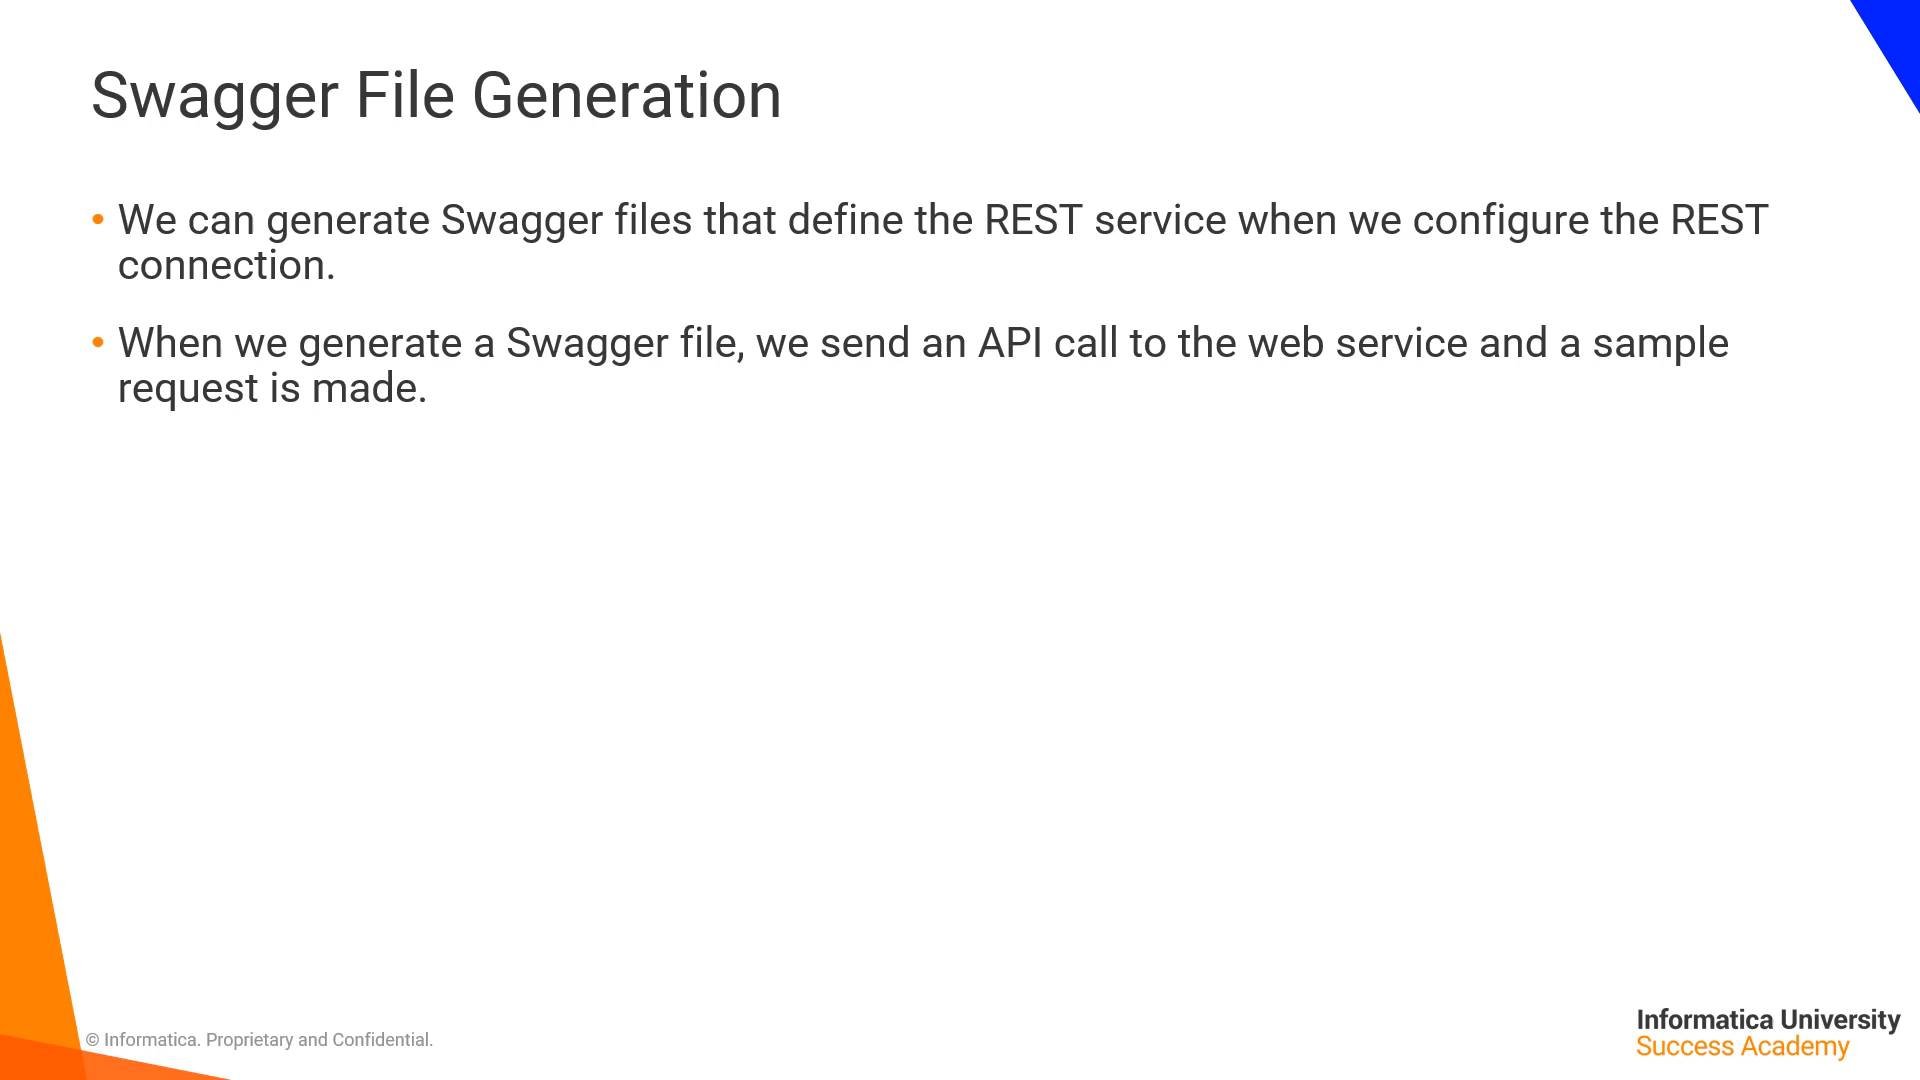 Swagger File Generation
• We can generate Swagger files that define the REST service when we configure the REST
connection.
• When we generate a Swagger file, we send an API call to the web service and a sample
request is made.
© Informatica. Proprietary and Confidential.
Informatica University
Success Academy